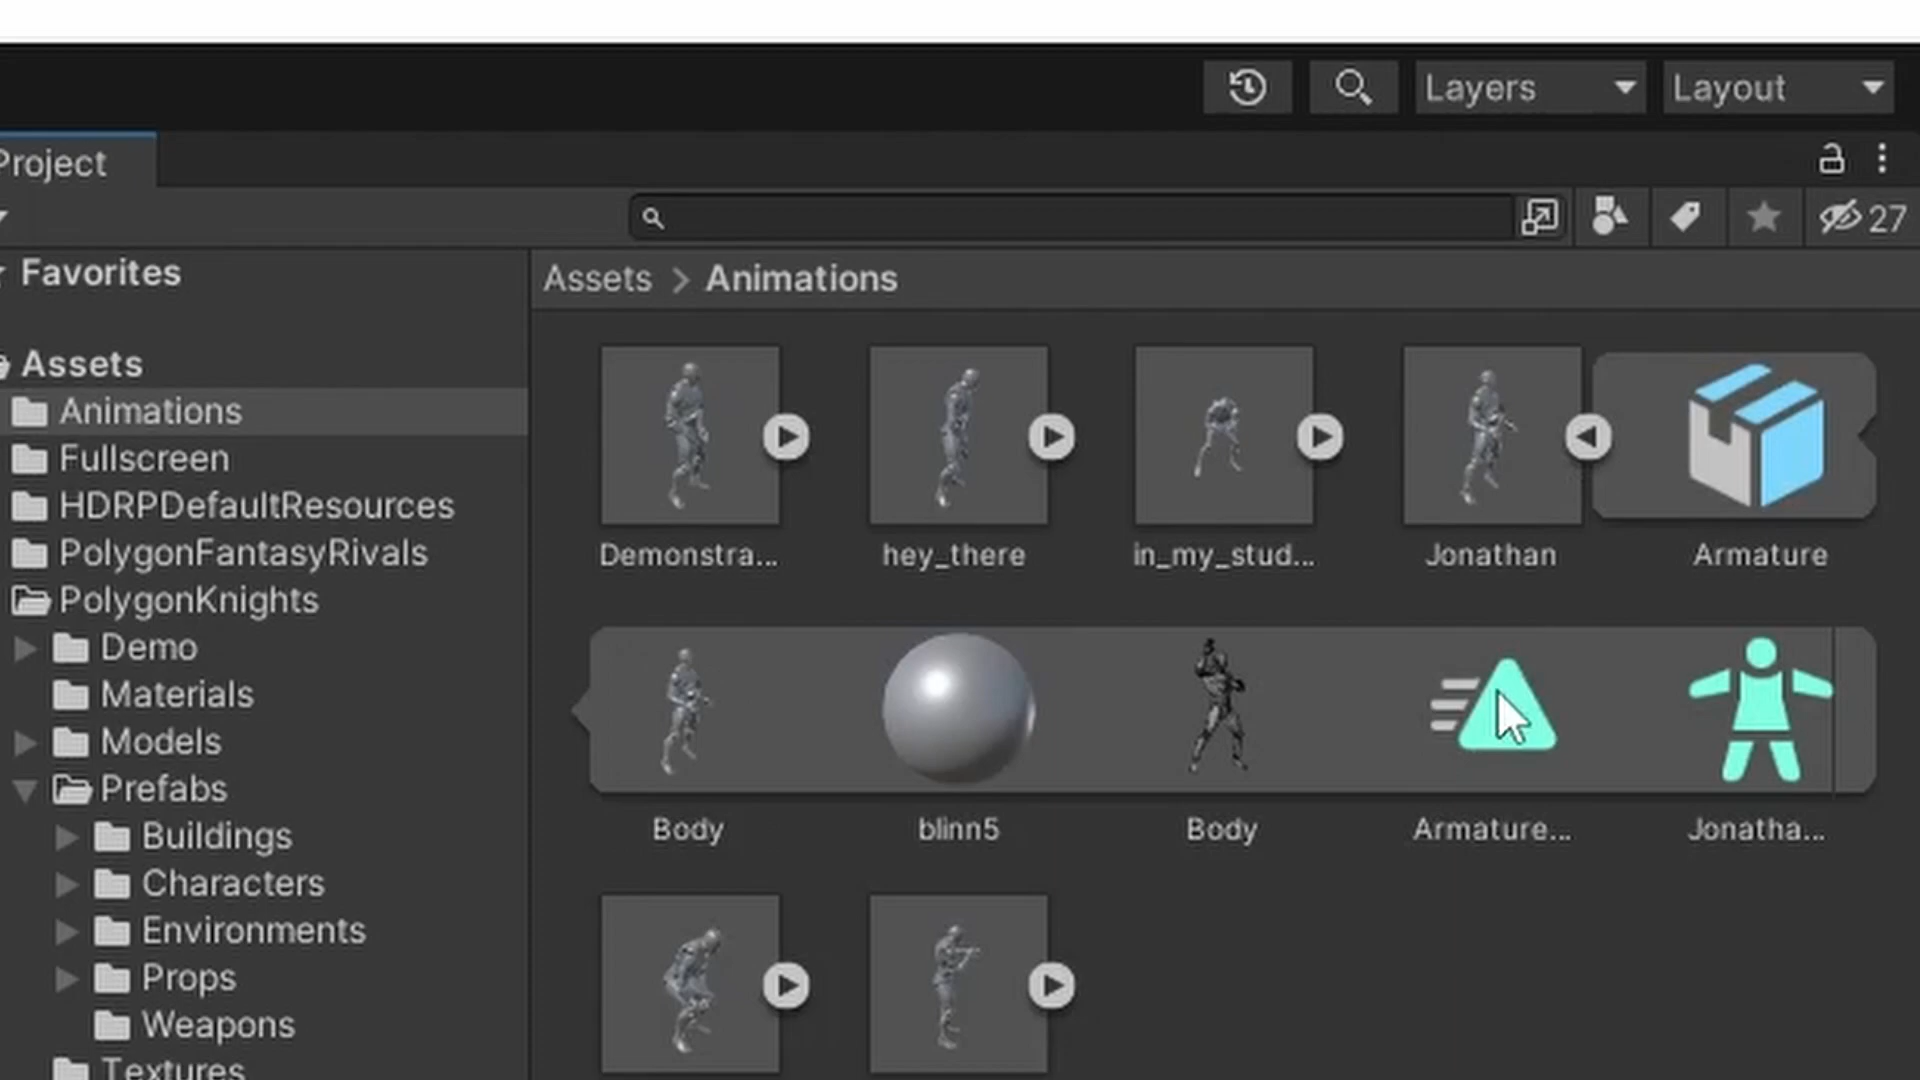 Layers
Layout
Project
27
Favorites
Assets > Animations
Assets
Animations
Fullscreen
HDRPDefaultResources
PolygonFantasyRivals
PolygonKnights
Demo
Materials
Models
Prefabs
Buildings
Characters
Environments
Props
Weapons
Textures
Demonstra...
hey_there
in_my_stud...
Jonathan
Armature
Body
blinn5
Body
Armature...
Jonatha...